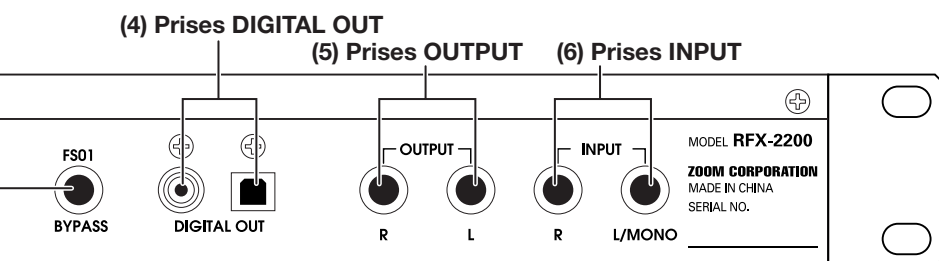 (4) Prises DIGITAL OUT
(5) Prises OUTPUT
(6) Prises INPUT
FS01
BYPASS
DIGITAL OUT
OUTPUT
R
L
INPUT
R
L/MONO
MODEL RFX-2200
ZOOM CORPORATION
MADE IN CHINA
SERIAL NO.